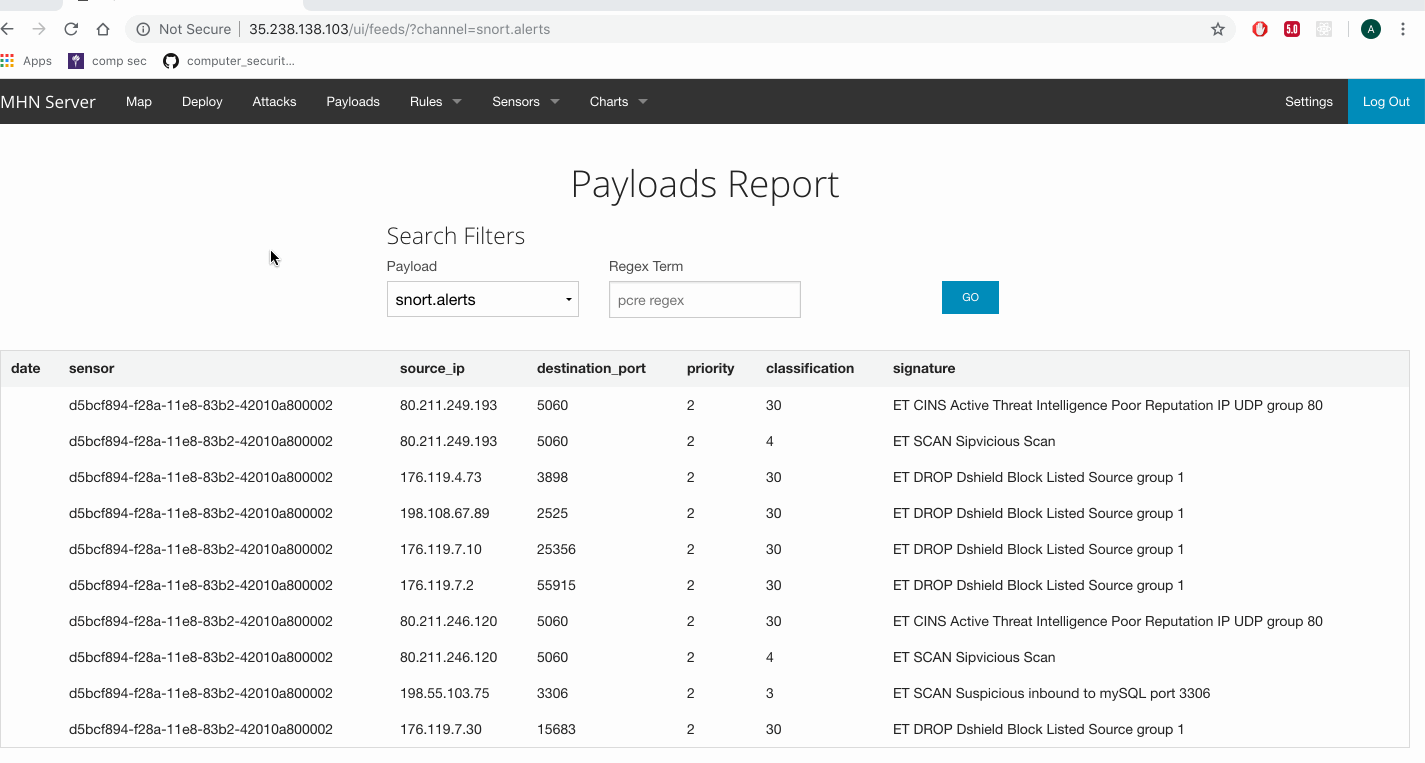 Not Secure | 35.238.138.103/ui/feeds/?channel=snort.alerts 5.0 A
Apps comp sec computer_securit...
MHN Server Map Deploy Attacks Payloads Rules Sensors Charts Settings Log Out
Payloads Report
Search Filters
Payload Regex Term
snort.alerts pcre regex GO
date sensor source_ip destination_port priority classification signature
d5bcf894-f28a-11e8-83b2-42010a800002 80.211.249.193 5060 2 30 ET CINS Active Threat Intelligence Poor Reputation IP UDP group 80
d5bcf894-f28a-11e8-83b2-42010a800002 80.211.249.193 5060 2 4 ET SCAN Sipvicious Scan
d5bcf894-f28a-11e8-83b2-42010a800002 176.119.4.73 3898 2 30 ET DROP Dshield Block Listed Source group 1
d5bcf894-f28a-11e8-83b2-42010a800002 198.108.67.89 2525 2 30 ET DROP Dshield Block Listed Source group 1
d5bcf894-f28a-11e8-83b2-42010a800002 176.119.7.10 25356 2 30 ET DROP Dshield Block Listed Source group 1
d5bcf894-f28a-11e8-83b2-42010a800002 176.119.7.2 55915 2 30 ET DROP Dshield Block Listed Source group 1
d5bcf894-f28a-11e8-83b2-42010a800002 80.211.246.120 5060 2 30 ET CINS Active Threat Intelligence Poor Reputation IP UDP group 80
d5bcf894-f28a-11e8-83b2-42010a800002 80.211.246.120 5060 2 4 ET SCAN Sipvicious Scan
d5bcf894-f28a-11e8-83b2-42010a800002 198.55.103.75 3306 2 3 ET SCAN Suspicious inbound to mySQL port 3306
d5bcf894-f28a-11e8-83b2-42010a800002 176.119.7.30 15683 2 30 ET DROP Dshield Block Listed Source group 1